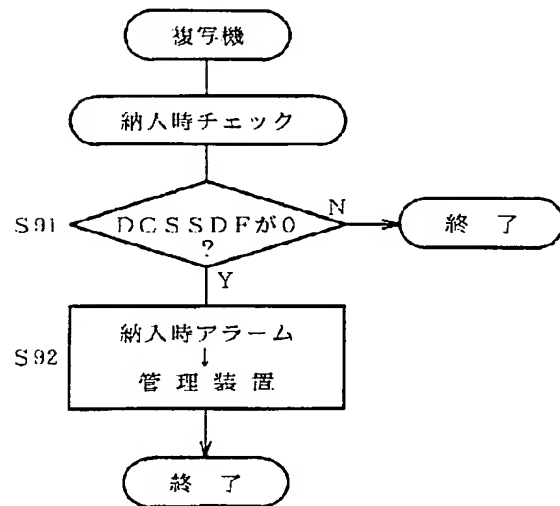 複写機
納入時チェック
S91
DCSSDFが0
?
N
終了
Y
S92
納入時アラーム
↓
管理装置
終了